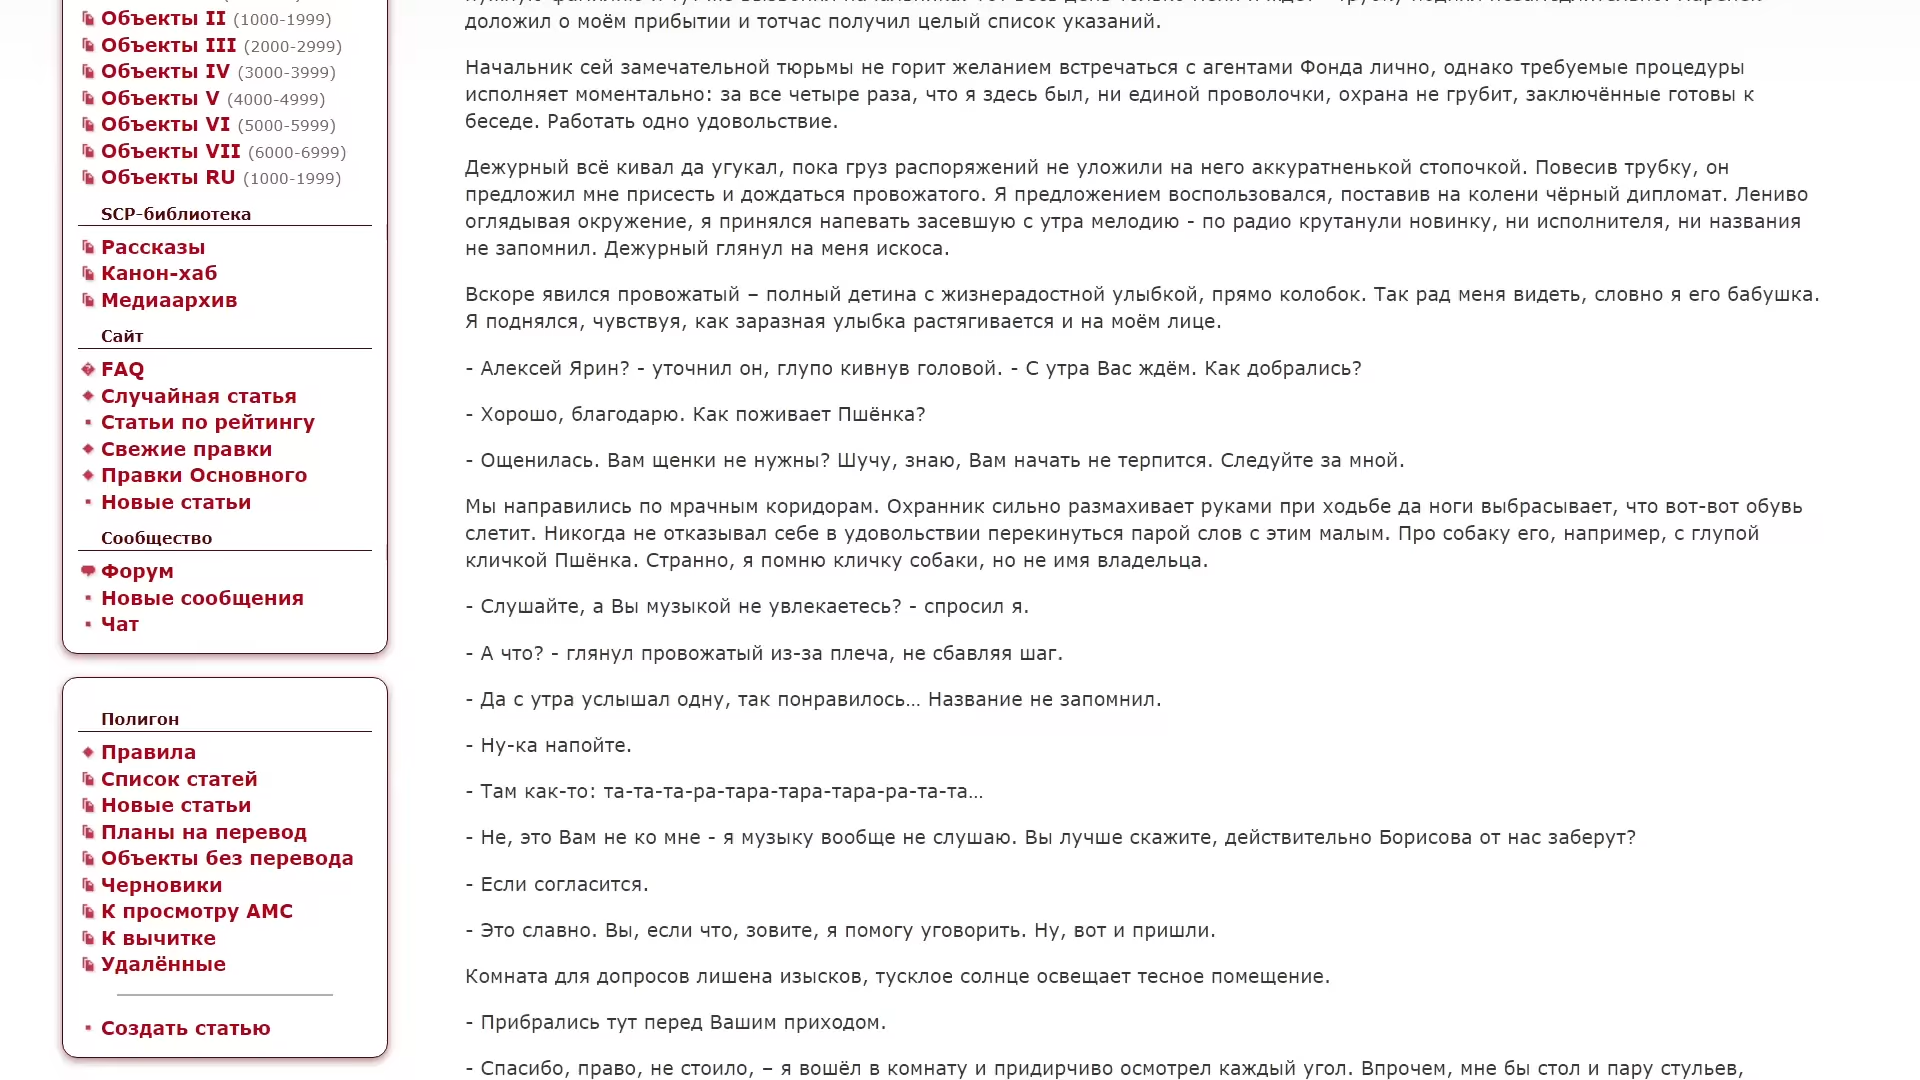 Объекты II (1000-1999)
Объекты III (2000-2999)
Объекты IV (3000-3999)
Объекты V (4000-4999)
Объекты VI (5000-5999)
Объекты VII (6000-6999)
Объекты RU (1000-1999)
SCP-библиотека
Рассказы
Канон-хаб
Медиаархив
Сайт
FAQ
Случайная статья
Статьи по рейтингу
Свежие правки
Правки Основного
Новые статьи
Сообщество
Форум
Новые сообщения
Чат
Полигон
Правила
Список статей
Новые статьи
Планы на перевод
Объекты без перевода
Черновики
К просмотру АМС
К вычитке
Удалённые
Создать статью
доложил о моём прибытии и тотчас получил целый список указаний.
Начальник сей замечательной тюрьмы не горит желанием встречаться с агентами Фонда лично, однако требуемые процедуры
исполняет моментально: за все четыре раза, что я здесь был, ни единой проволочки, охрана не грубит, заключённые готовы к
беседе. Работать одно удовольствие.
Дежурный всё кивал да угукал, пока груз распоряжений не уложили на него аккуратненькой стопочкой. Повесив трубку, он
предложил мне присесть и дождаться провожатого. Я предложением воспользовался, поставив на колени чёрный дипломат. Лениво
оглядывая окружение, я принялся напевать засевшую с утра мелодию - по радио крутанули новинку, ни исполнителя, ни названия
не запомнил. Дежурный глянул на меня искоса.
Вскоре явился провожатый – полный детина с жизнерадостной улыбкой, прямо колобок. Так рад меня видеть, словно я его бабушка.
Я поднялся, чувствуя, как заразная улыбка растягивается и на моём лице.
- Алексей Ярин? - уточнил он, глупо кивнув головой. - С утра Вас ждём. Как добрались?
- Хорошо, благодарю. Как поживает Пшёнка?
- Ощенилась. Вам щенки не нужны? Шучу, знаю, Вам начать не терпится. Следуйте за мной.
Мы направились по мрачным коридорам. Охранник сильно размахивает руками при ходьбе да ноги выбрасывает, что вот-вот обувь
слетит. Никогда не отказывал себе в удовольствии перекинуться парой слов с этим малым. Про собаку его, например, с глупой
кличкой Пшёнка. Странно, я помню кличку собаки, но не имя владельца.
- Слушайте, а Вы музыкой не увлекаетесь? - спросил я.
- А что? - глянул провожатый из-за плеча, не сбавляя шаг.
- Да с утра услышал одну, так понравилось… Название не запомнил.
- Ну-ка напойте.
- Там как-то: та-та-та-ра-тара-тара-тара-ра-та-та…
- Не, это Вам не ко мне - я музыку вообще не слушаю. Вы лучше скажите, действительно Борисова от нас заберут?
- Если согласится.
- Это славно. Вы, если что, зовите, я помогу уговорить. Ну, вот и пришли.
Комната для допросов лишена изысков, тусклое солнце освещает тесное помещение.
- Прибрались тут перед Вашим приходом.
- Спасибо, право, не стоило, – я вошёл в комнату и придирчиво осмотрел каждый угол. Впрочем, мне бы стол и пару стульев,